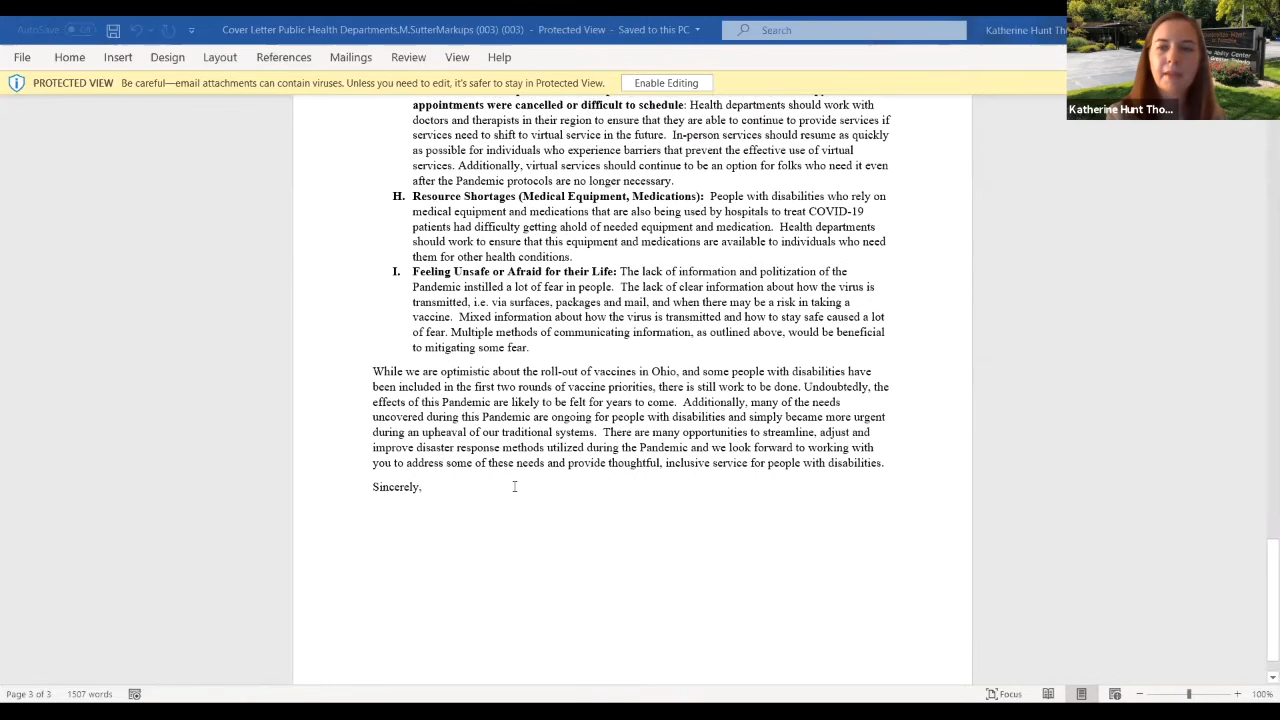 AutoSave Off
Cover Letter Public Health Departments,M.SutterMarkups (003) (003) - Protected View - Saved to this PC
Search
Katherine Hunt Th
File Home Insert Design Layout References Mailings Review View Help
PROTECTED VIEW Be careful—email attachments can contain viruses. Unless you need to edit, it's safer to stay in Protected View. Enable Editing
The Ability Center
Katherine Hunt Tho...
appointments were cancelled or difficult to schedule: Health departments should work with
doctors and therapists in their region to ensure that they are able to continue to provide services if
services need to shift to virtual service in the future. In-person services should resume as quickly
as possible for individuals who experience barriers that prevent the effective use of virtual
services. Additionally, virtual services should continue to be an option for folks who need it even
after the Pandemic protocols are no longer necessary.
H. Resource Shortages (Medical Equipment, Medications): People with disabilities who rely on
medical equipment and medications that are also being used by hospitals to treat COVID-19
patients had difficulty getting ahold of needed equipment and medication. Health departments
should work to ensure that this equipment and medications are available to individuals who need
them for other health conditions.
I. Feeling Unsafe or Afraid for their Life: The lack of information and politization of the
Pandemic instilled a lot of fear in people. The lack of clear information about how the virus is
transmitted, i.e. via surfaces, packages and mail, and when there may be a risk in taking a
vaccine. Mixed information about how the virus is transmitted and how to stay safe caused a lot
of fear. Multiple methods of communicating information, as outlined above, would be beneficial
to mitigating some fear.
While we are optimistic about the roll-out of vaccines in Ohio, and some people with disabilities have
been included in the first two rounds of vaccine priorities, there is still work to be done. Undoubtedly, the
effects of this Pandemic are likely to be felt for years to come. Additionally, many of the needs
uncovered during this Pandemic are ongoing for people with disabilities and simply became more urgent
during an upheaval of our traditional systems. There are many opportunities to streamline, adjust and
improve disaster response methods utilized during the Pandemic and we look forward to working with
you to address some of these needs and provide thoughtful, inclusive service for people with disabilities.
Sincerely,
Page 3 of 3 1507 words Focus 100%